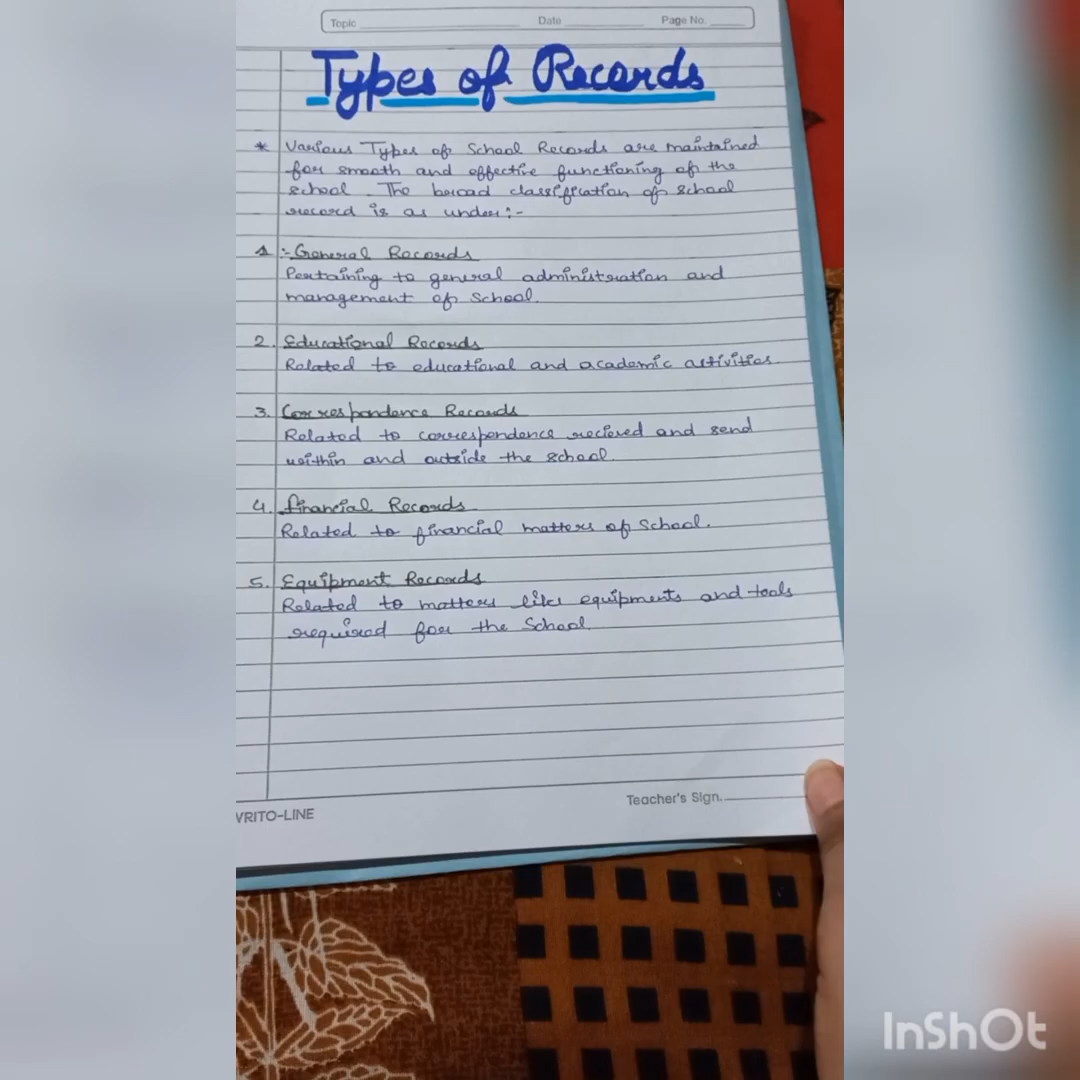 Topic Date Page No.
Types of Records
* Various Types of School Records are maintained
for smooth and effective functioning of the
school. The broad classification of school
record is as under:-
1 :- General Records
Pertaining to general administration and
management of School.
2. Educational Records
Related to educational and academic activities
3. Correspondence Records
Related to correspondence recieved and send
within and outside the school.
4. financial Records
Related to financial matters of School.
5. Equipment Records
Related to matters like equipments and tools
required for the School.
Teacher's Sign.
WRITO-LINE
InShOt